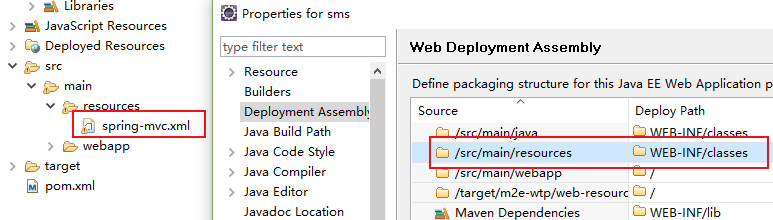 Libraries
JavaScript Resources
Deployed Resources
src
main
resources
spring-mvc.xml
webapp
target
pom.xml
Properties for sms
type filter text
Resource
Builders
Deployment Assembly
Java Build Path
Java Code Style
Java Compiler
Java Editor
Javadoc Location
Web Deployment Assembly
Define packaging structure for this Java EE Web Application p
Source Deploy Path
/src/main/java WEB-INF/classes
/src/main/resources WEB-INF/classes
/src/main/webapp /
/target/m2e-wtp/web-resourc /
Maven Dependencies WEB-INF/lib